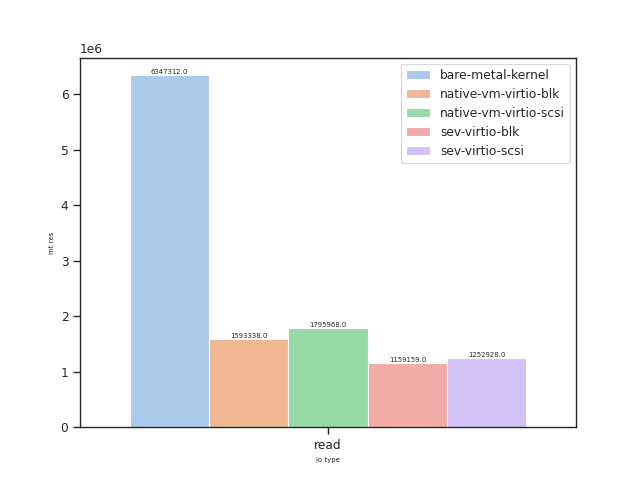 1e6
6347312.0
bare-metal-kernel
native-vm-virtio-blk
native-vm-virtio-scsi
sev-virtio-blk
sev-virtio-scsi
6
5
4
3
2
1
0
mt res
1795968.0
1593338.0
1252928.0
1159159.0
read
io type